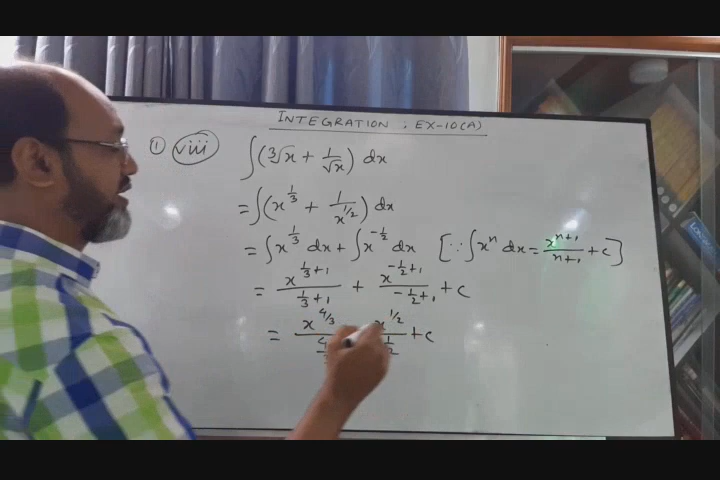 INTEGRATION : EX-10(A)
① viii ∫(∛x + 1/√x) dx
= ∫(x^{1/3} + 1/x^{1/2}) dx
= ∫x^{1/3} dx + ∫x^{-1/2} dx [∵ ∫x^n dx = x^{n+1}/n+1 + c]
= x^{1/3+1}/(1/3+1) + x^{-1/2+1}/(-1/2+1) + c
= x^{4/3} x^{1/2} + c